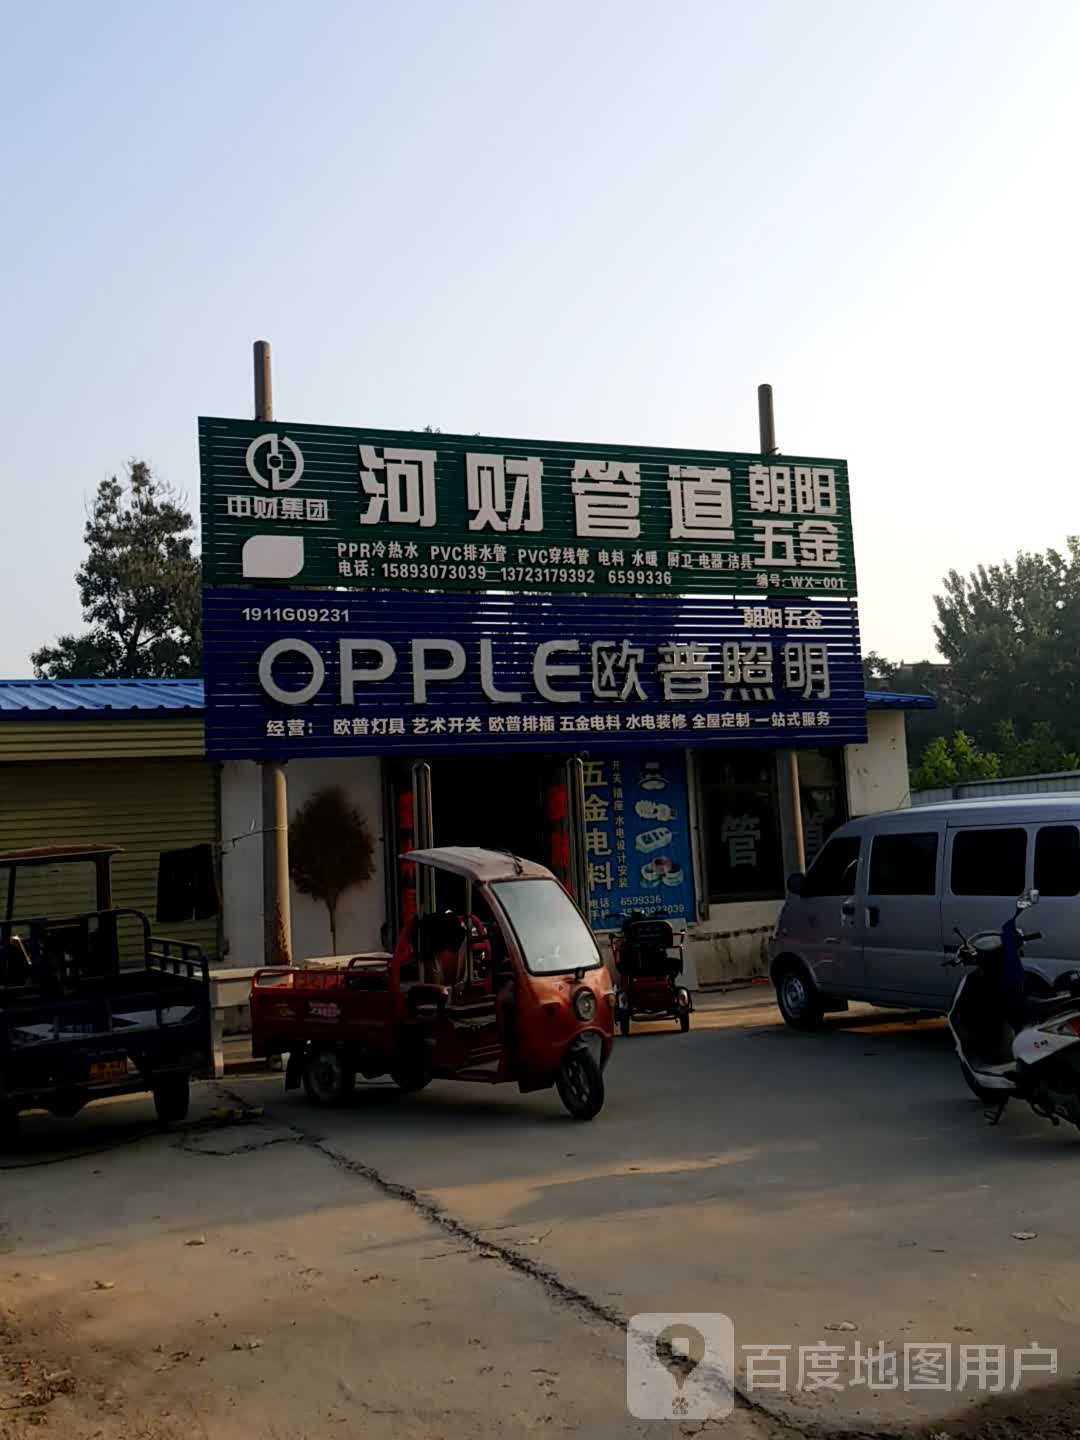 中财集团
河财管道
朝阳
五金
PPR冷热水 PVC排水管 PVC穿线管 电料 水暖 厨卫 电器 洁具
电话:15893073039 13723179392 6599336
编号:WX-001
1911G09231
朝阳五金
OPPLE欧普照明
经营: 欧普灯具 艺术开关 欧普排插 五金电料 水电装修 全屋定制 一站式服务
五金电料
开关 插座 水电设计安装
电话: 6599336
手机:
管道
百度地图用户